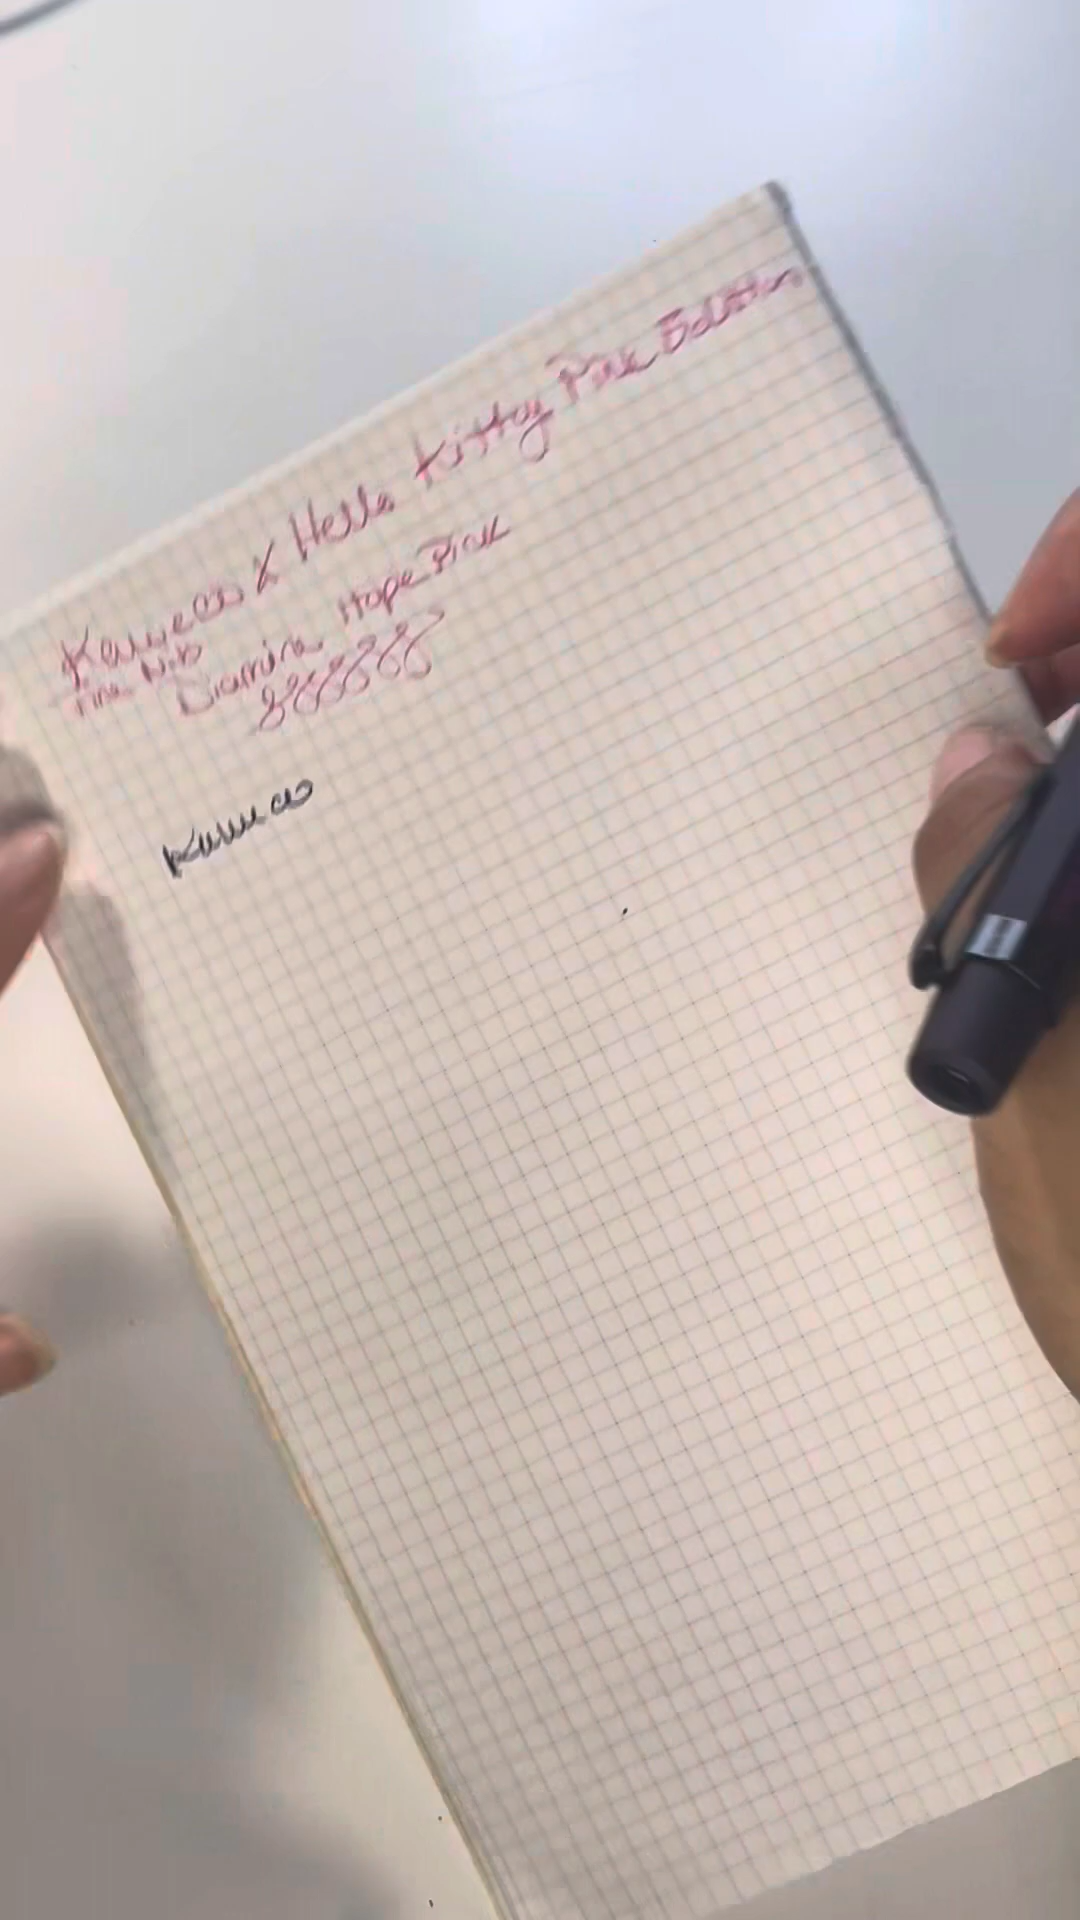 Kaweco X Hello Kitty Pink Edition
Fine Nib
Diamine Hope Pink
Kaweco